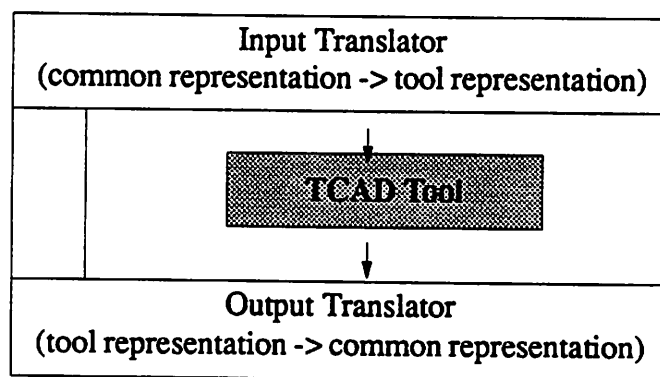 Input Translator
(common representation -> tool representation)
TCAD Tool
Output Translator
(tool representation -> common representation)